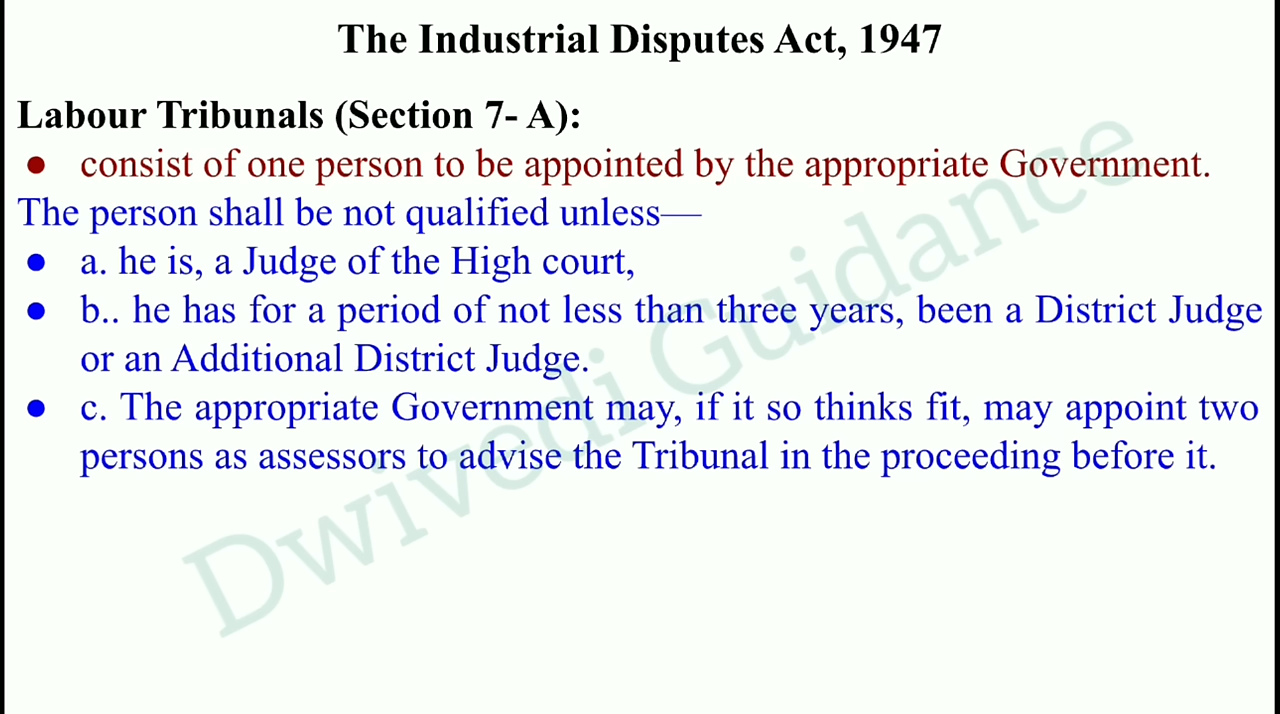 The Industrial Disputes Act, 1947
Labour Tribunals (Section 7- A):
● consist of one person to be appointed by the appropriate Government.
The person shall be not qualified unless—
● a. he is, a Judge of the High court,
● b.. he has for a period of not less than three years, been a District Judge
or an Additional District Judge.
● c. The appropriate Government may, if it so thinks fit, may appoint two
persons as assessors to advise the Tribunal in the proceeding before it.
Dwivedi Guidance